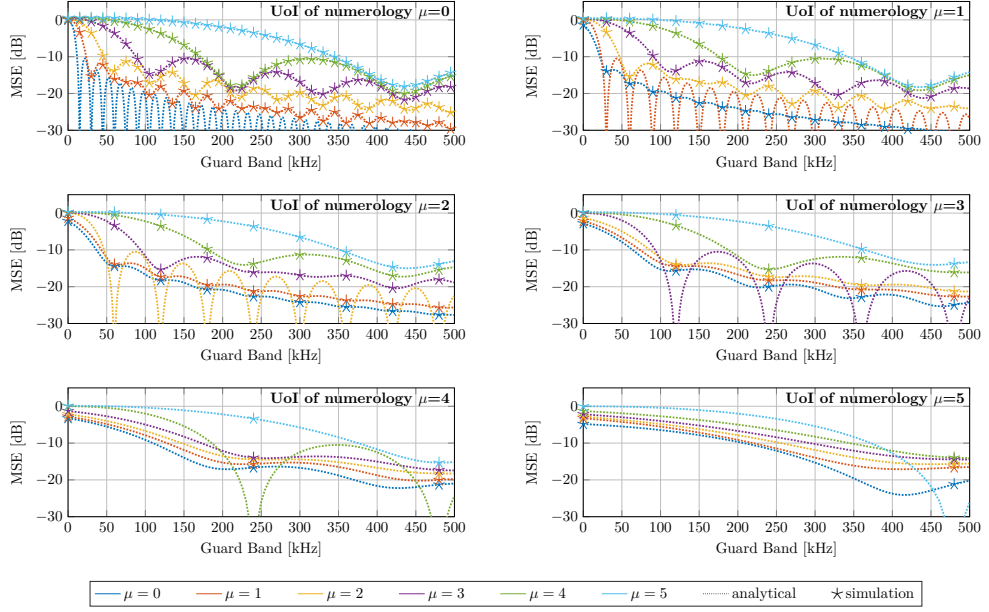 UoI of numerology μ=0
0
−10
−20
−30
MSE [dB]
0 50 100 150 200 250 300 350 400 450 500
Guard Band [kHz]
UoI of numerology μ=1
0
−10
−20
−30
MSE [dB]
0 50 100 150 200 250 300 350 400 450 500
Guard Band [kHz]
UoI of numerology μ=2
0
−10
−20
−30
MSE [dB]
0 50 100 150 200 250 300 350 400 450 500
Guard Band [kHz]
UoI of numerology μ=3
0
−10
−20
−30
MSE [dB]
0 50 100 150 200 250 300 350 400 450 500
Guard Band [kHz]
UoI of numerology μ=4
0
−10
−20
−30
MSE [dB]
0 50 100 150 200 250 300 350 400 450 500
Guard Band [kHz]
UoI of numerology μ=5
0
−10
−20
−30
MSE [dB]
0 50 100 150 200 250 300 350 400 450 500
Guard Band [kHz]
μ = 0 μ = 1 μ = 2 μ = 3 μ = 4 μ = 5 analytical simulation